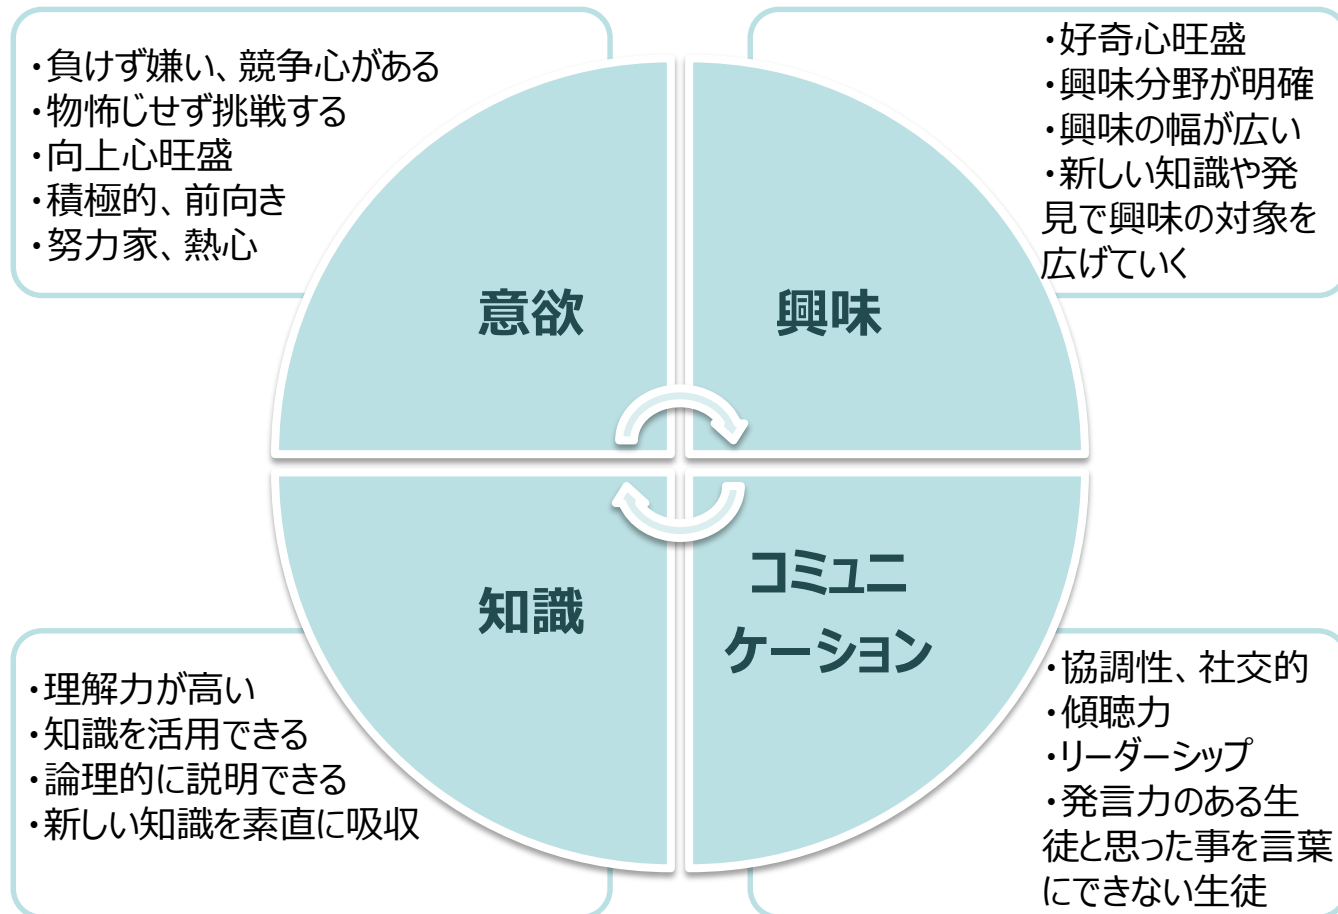 ・負けず嫌い、競争心がある
・物怖じせず挑戦する
・向上心旺盛
・積極的、前向き
・努力家、熱心
・好奇心旺盛
・興味分野が明確
・興味の幅が広い
・新しい知識や発
見で興味の対象を
広げていく
意欲
興味
知識
コミュニ
ケーション
・理解力が高い
・知識を活用できる
・論理的に説明できる
・新しい知識を素直に吸収
・協調性、社交的
・傾聴力
・リーダーシップ
・発言力のある生
徒と思った事を言葉
にできない生徒